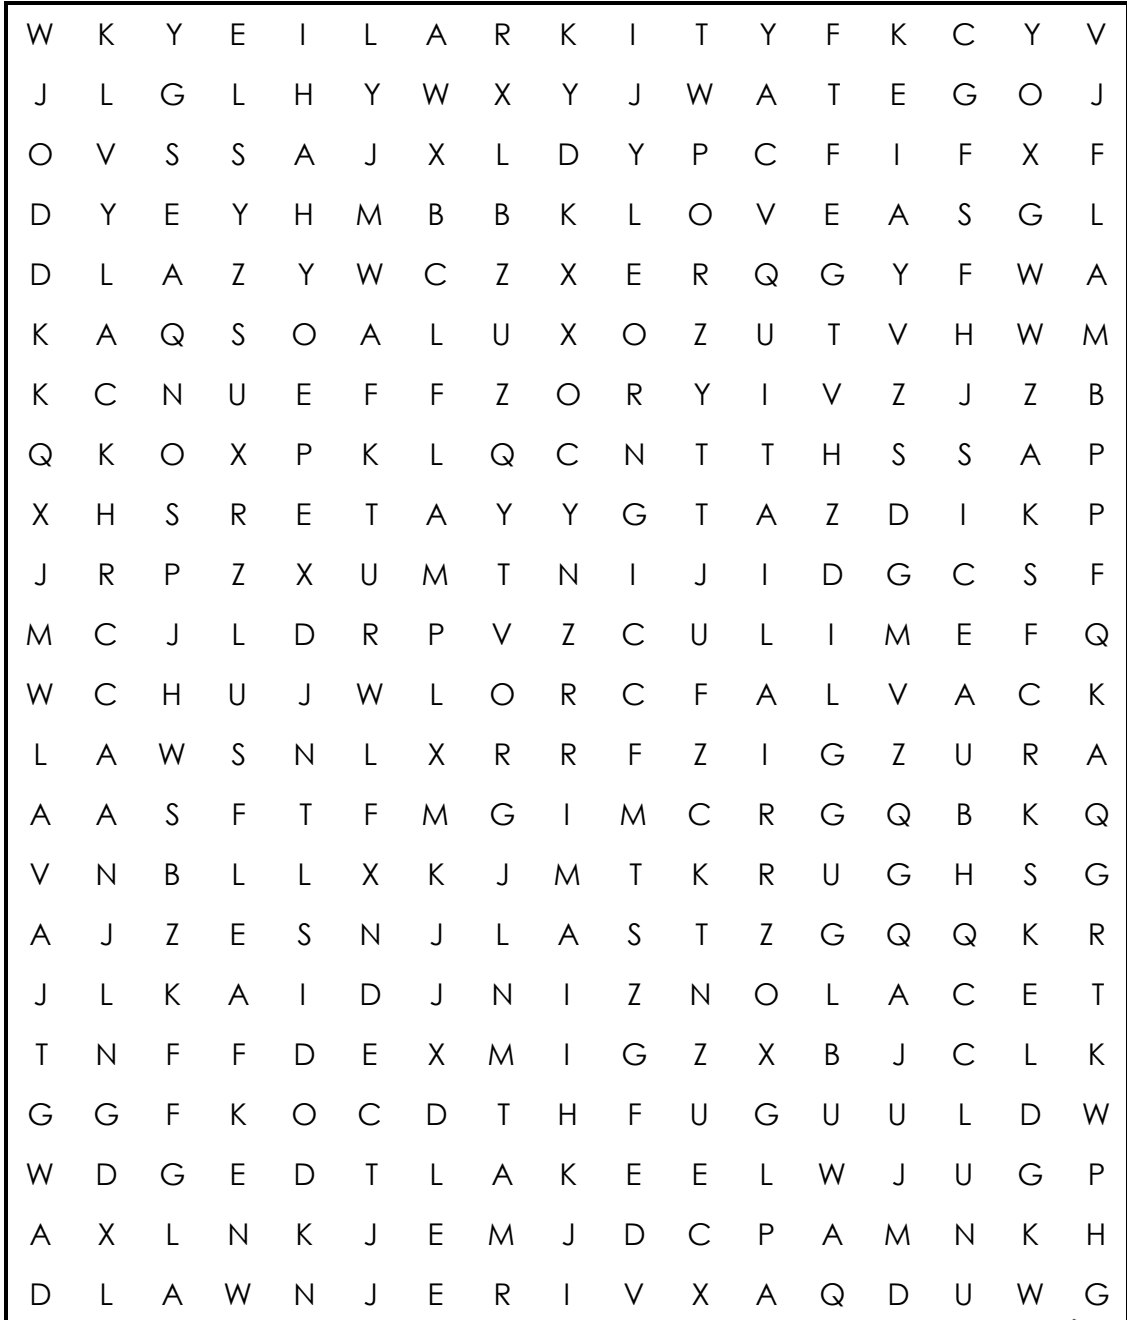 W K Y E I L A R K I T Y F K C Y V
J L G L H Y W X Y J W A T E G O J
O V S S A J X L D Y P C F I F X F
D Y E Y H M B B K L O V E A S G L
D L A Z Y W C Z X E R Q G Y F W A
K A Q S O A L U X O Z U T V H W M
K C N U E F F Z O R Y I V Z J Z B
Q K O X P K L Q C N T T H S S A P
X H S R E T A Y Y G T A Z D I K P
J R P Z X U M T N I J I D G C S F
M C J L D R P V Z C U L I M E F Q
W C H U J W L O R C F A L V A C K
L A W S N L X R R F Z I G Z U R A
A A S F T F M G I M C R G Q B K Q
V N B L L X K J M T K R U G H S G
A J Z E S N J L A S T Z G Q Q K R
J L K A I D J N I Z N O L A C E T
T N F F D E X M I G Z X B J C L K
G G F K O C D T H F U G U U L D W
W D G E D T L A K E E L W J U G P
A X L N K J E M J D C P A M N K H
D L A W N J E R I V X A Q D U W G